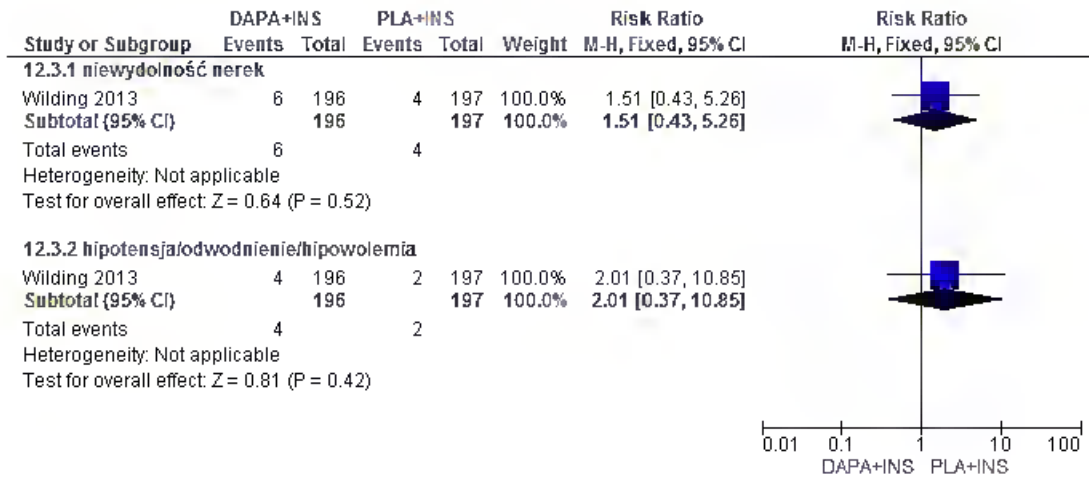 DAPA+INS PLA+INS Risk Ratio Risk Ratio
Study or Subgroup Events Total Events Total Weight M-H, Fixed, 95% CI M-H, Fixed, 95% CI
12.3.1 niewydolność nerek
Wilding 2013 6 196 4 197 100.0% 1.51 [0.43, 5.26]
Subtotal (95% CI) 196 197 100.0% 1.51 [0.43, 5.26]
Total events 6 4
Heterogeneity: Not applicable
Test for overall effect: Z = 0.64 (P = 0.52)
12.3.2 hipotensja/odwodnienie/hipowolemia
Wilding 2013 4 196 2 197 100.0% 2.01 [0.37, 10.85]
Subtotal (95% CI) 196 197 100.0% 2.01 [0.37, 10.85]
Total events 4 2
Heterogeneity: Not applicable
Test for overall effect: Z = 0.81 (P = 0.42)
0.01 0.1 1 10 100
DAPA+INS PLA+INS